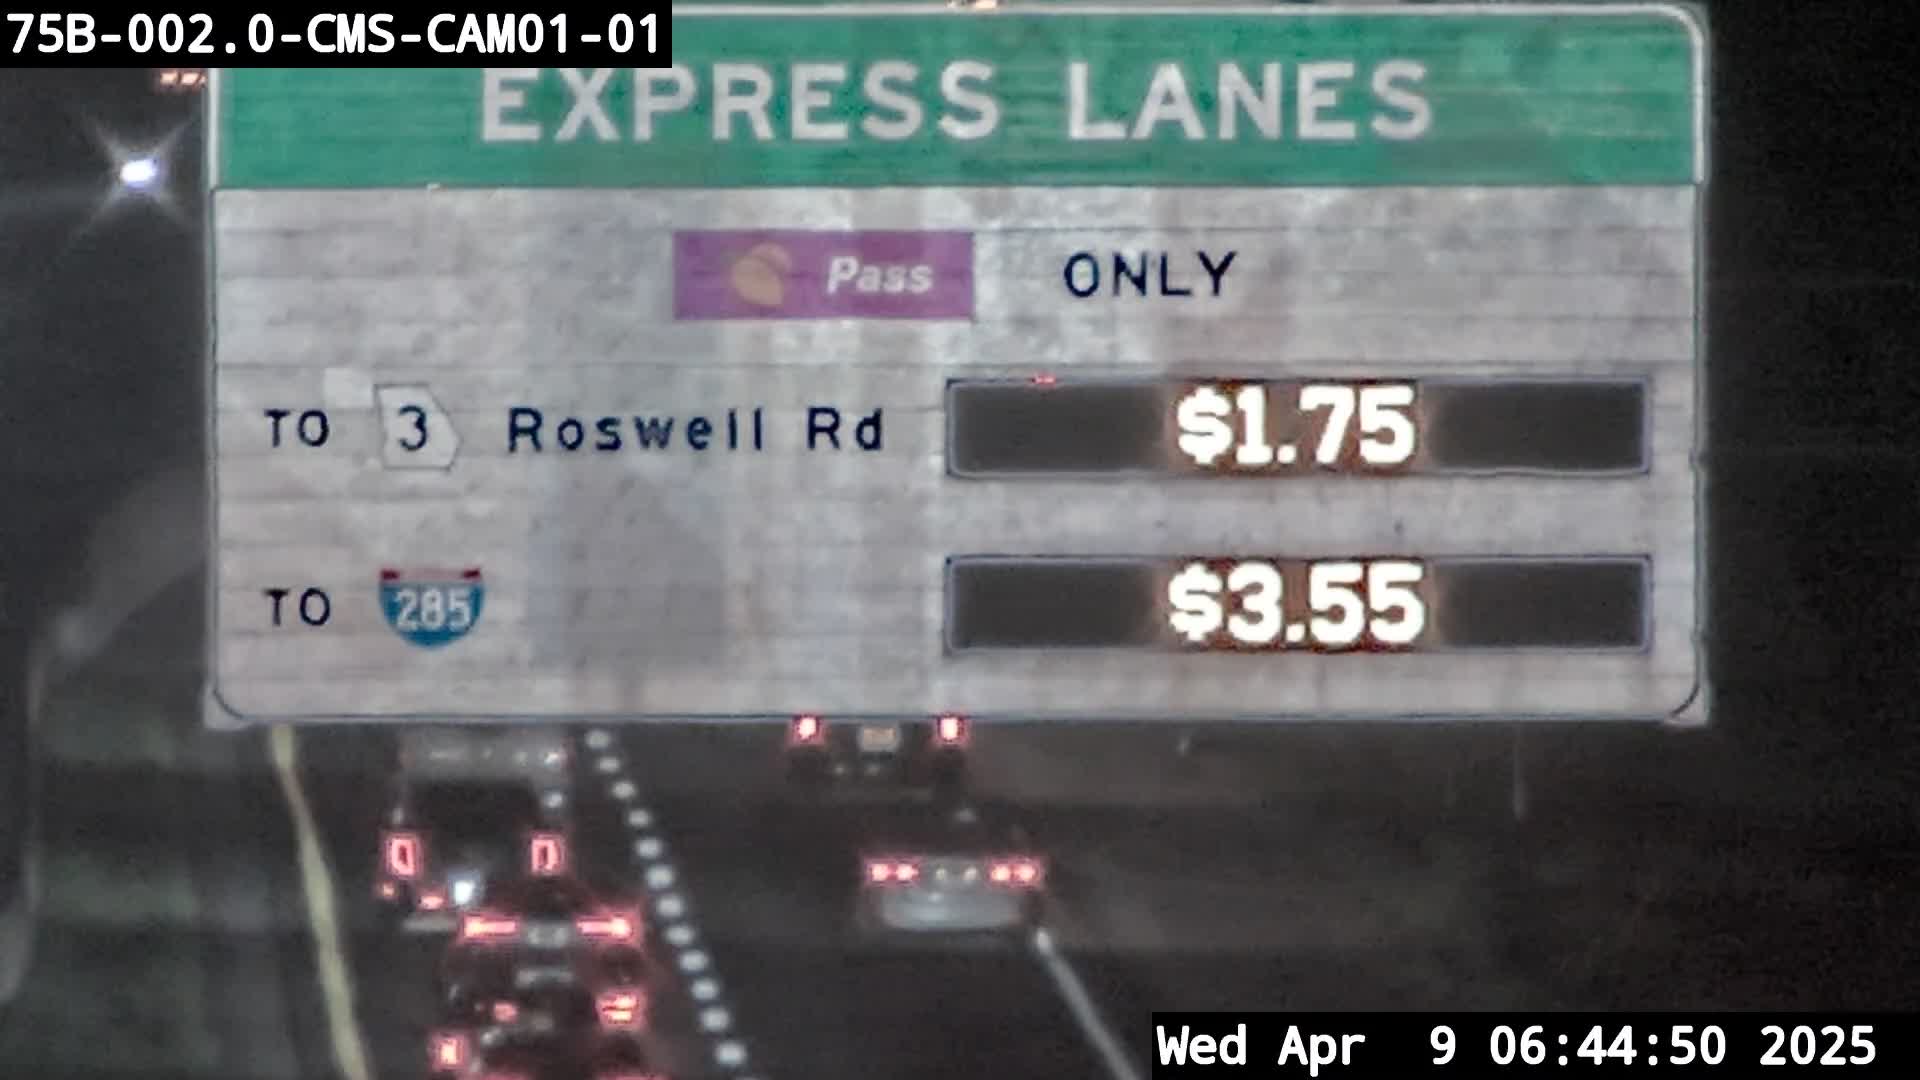 75B-002.0-CMS-CAM01-01
EXPRESS LANES
Pass ONLY
TO 3 Roswell Rd $1.75
TO 285 $3.55
Wed Apr 9 06:44:50 2025